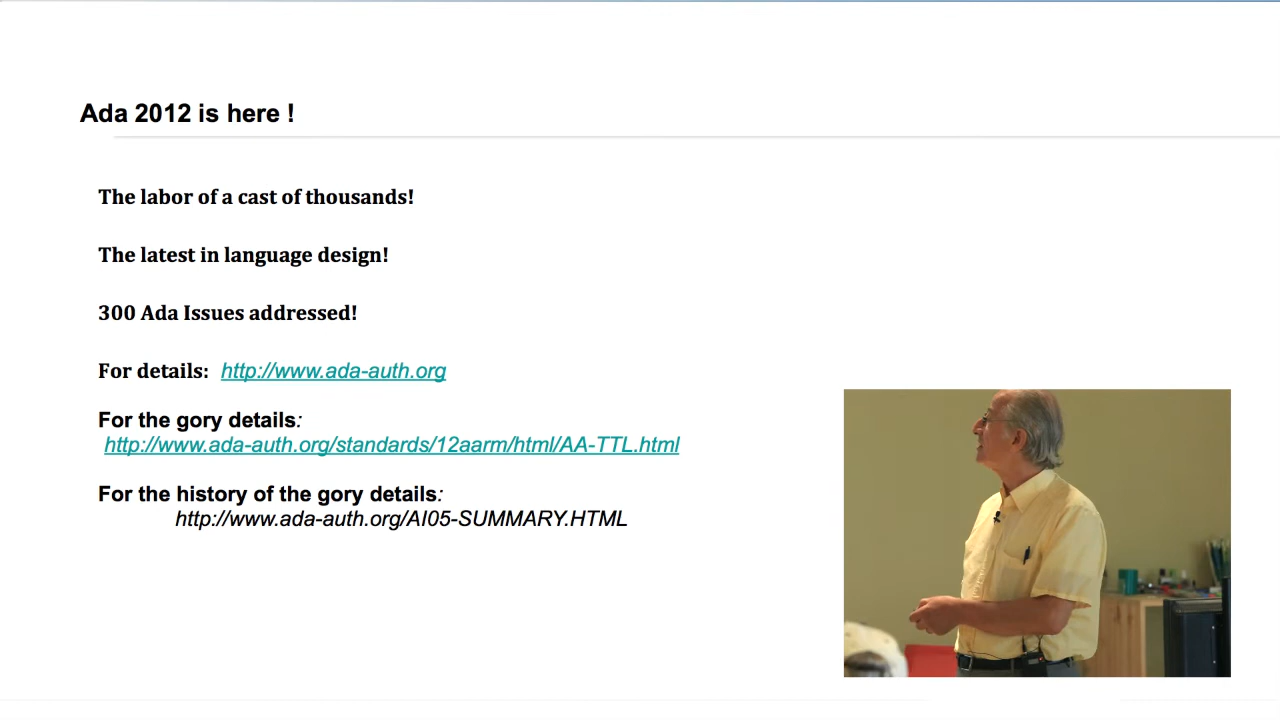 Ada 2012 is here !
The labor of a cast of thousands!
The latest in language design!
300 Ada Issues addressed!
For details: http://www.ada-auth.org
For the gory details:
http://www.ada-auth.org/standards/12aarm/html/AA-TTL.html
For the history of the gory details:
http://www.ada-auth.org/AI05-SUMMARY.HTML